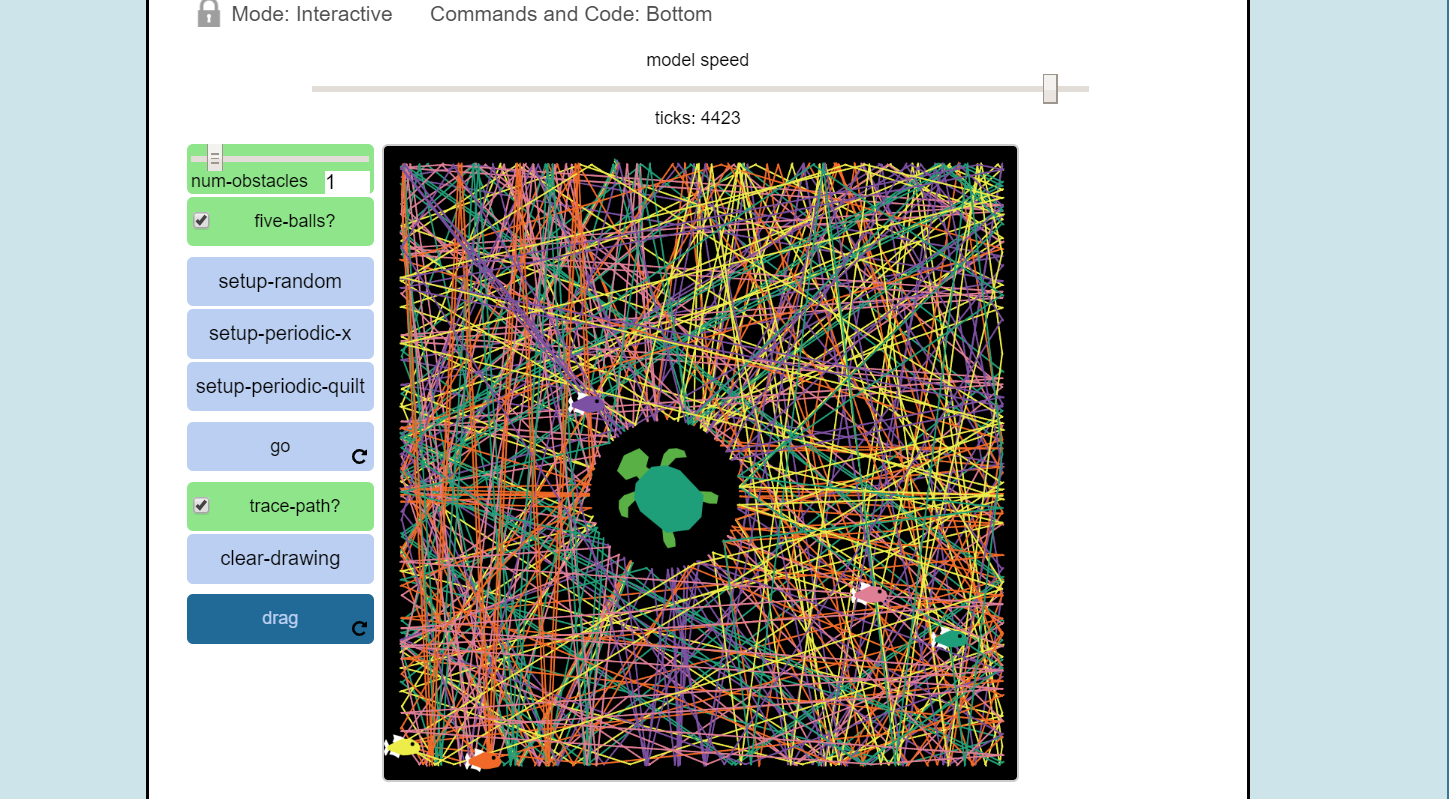 Mode: Interactive Commands and Code: Bottom
model speed
ticks: 4423
num-obstacles 1
five-balls?
setup-random
setup-periodic-x
setup-periodic-quilt
go
trace-path?
clear-drawing
drag